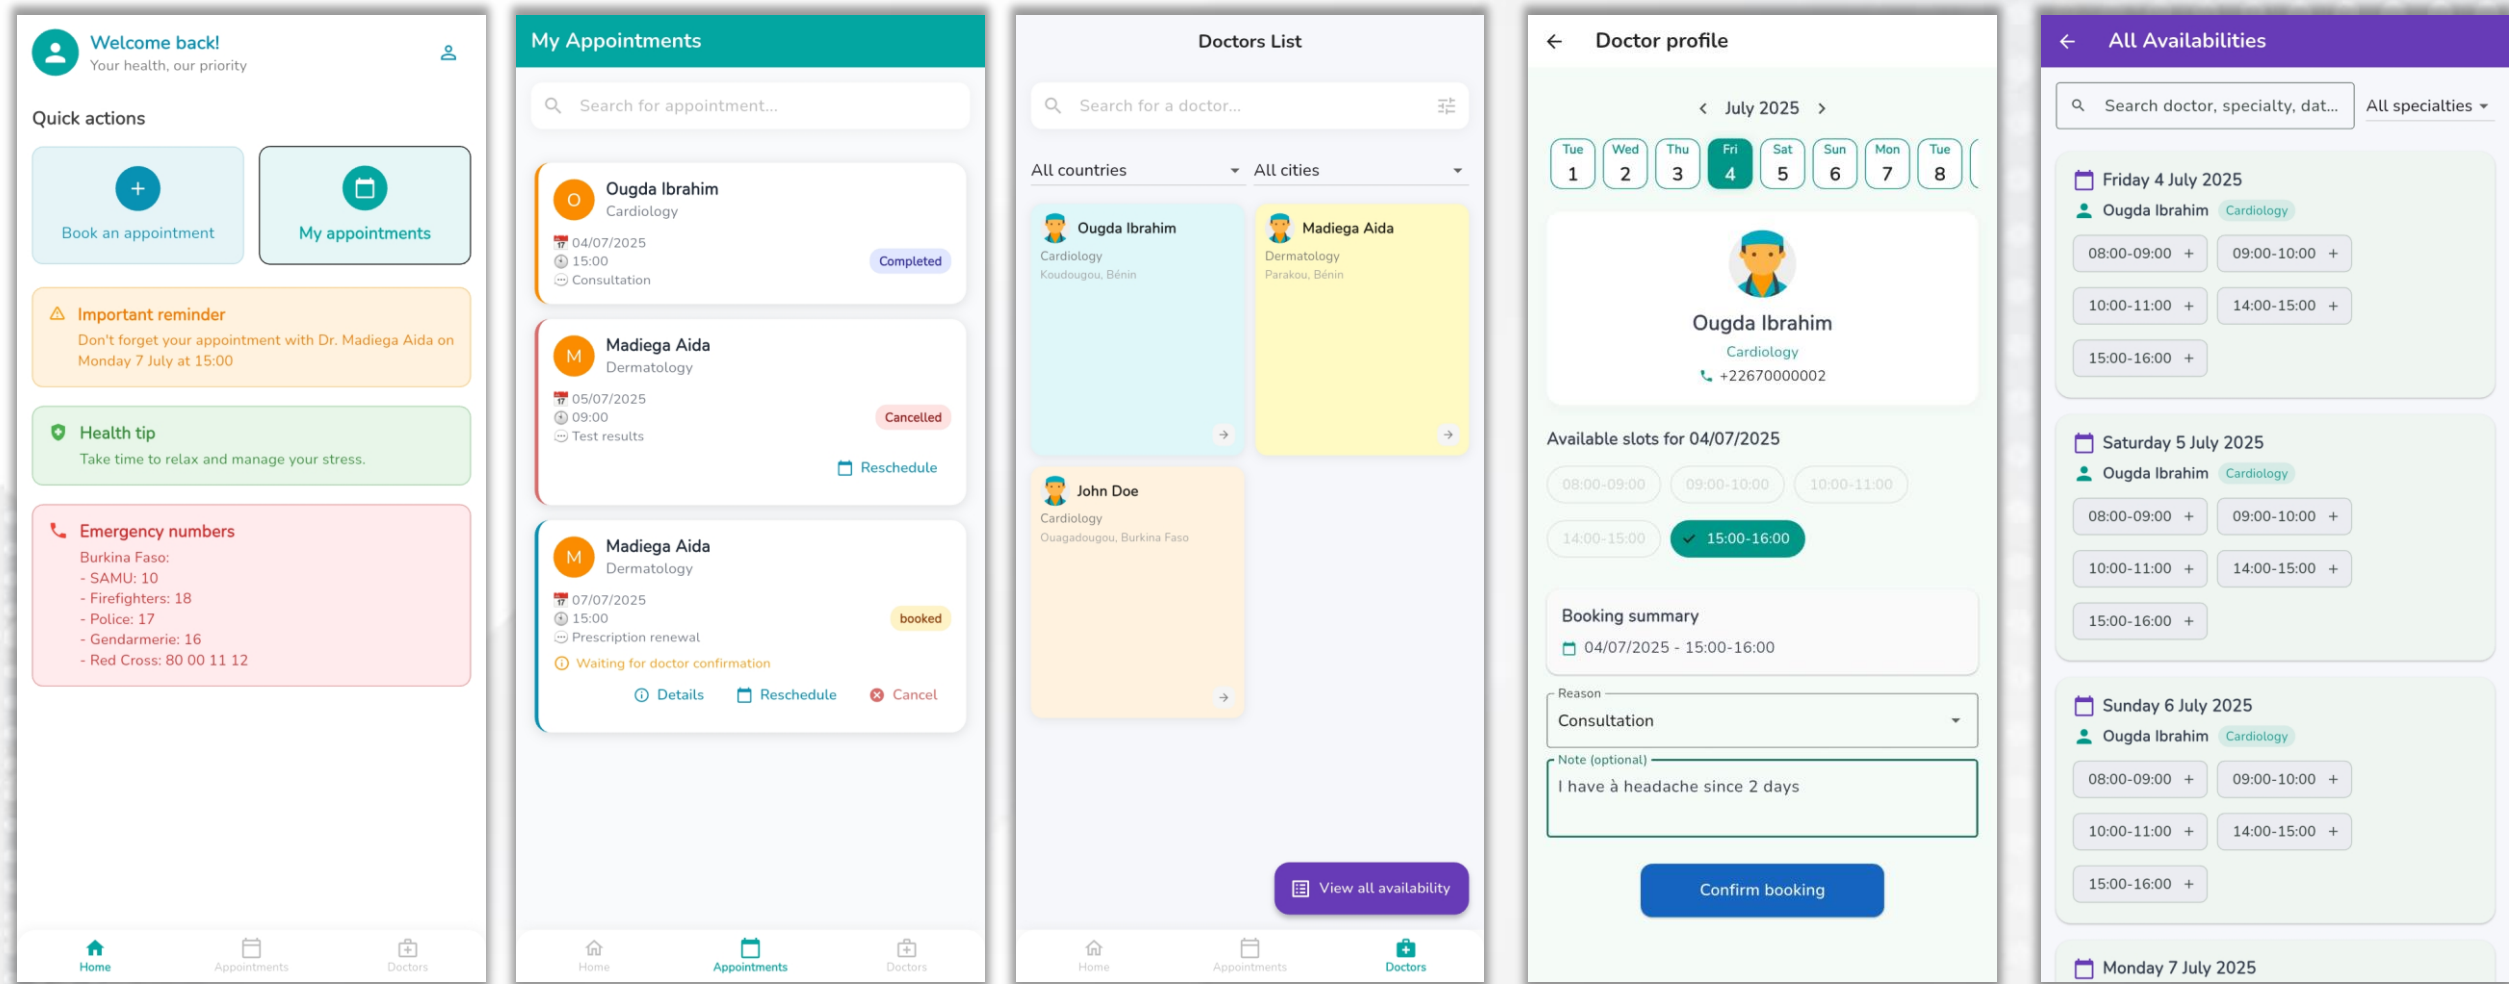 Welcome back!
Your health, our priority
Quick actions
Book an appointment
My appointments
Important reminder
Don't forget your appointment with Dr. Madiega Aida on
Monday 7 July at 15:00
Health tip
Take time to relax and manage your stress.
Emergency numbers
Burkina Faso:
- SAMU: 10
- Firefighters: 18
- Police: 17
- Gendarmerie: 16
- Red Cross: 80 00 11 12
Home
Appointments
Doctors
My Appointments
Search for appointment...
O
Ougda Ibrahim
Cardiology
04/07/2025
15:00
Consultation
Completed
M
Madiega Aida
Dermatology
05/07/2025
09:00
Test results
Cancelled
Reschedule
M
Madiega Aida
Dermatology
07/07/2025
15:00
Prescription renewal
booked
Waiting for doctor confirmation
Details
Reschedule
Cancel
Home
Appointments
Doctors
Doctors List
Search for a doctor...
All countries
All cities
Ougda Ibrahim
Cardiology
Koudougou, Bénin
Madiega Aida
Dermatology
Parakou, Bénin
John Doe
Cardiology
Ouagadougou, Burkina Faso
View all availability
Home
Appointments
Doctors
Doctor profile
July 2025
Tue Wed Thu Fri Sat Sun Mon Tue
1 2 3 4 5 6 7 8
Ougda Ibrahim
Cardiology
+22670000002
Available slots for 04/07/2025
08:00-09:00 09:00-10:00 10:00-11:00
14:00-15:00 15:00-16:00
Booking summary
04/07/2025 - 15:00-16:00
Reason
Consultation
Note (optional)
I have à headache since 2 days
Confirm booking
All Availabilities
Search doctor, specialty, dat...
All specialties
Friday 4 July 2025
Ougda Ibrahim Cardiology
08:00-09:00 + 09:00-10:00 +
10:00-11:00 + 14:00-15:00 +
15:00-16:00 +
Saturday 5 July 2025
Ougda Ibrahim Cardiology
08:00-09:00 + 09:00-10:00 +
10:00-11:00 + 14:00-15:00 +
15:00-16:00 +
Sunday 6 July 2025
Ougda Ibrahim Cardiology
08:00-09:00 + 09:00-10:00 +
10:00-11:00 + 14:00-15:00 +
15:00-16:00 +
Monday 7 July 2025